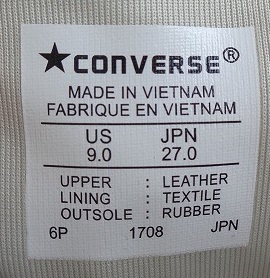 ★CONVERSE®
MADE IN VIETNAM
FABRIQUE EN VIETNAM
US JPN
9.0 27.0
UPPER : LEATHER
LINING : TEXTILE
OUTSOLE : RUBBER
6P 1708 JPN